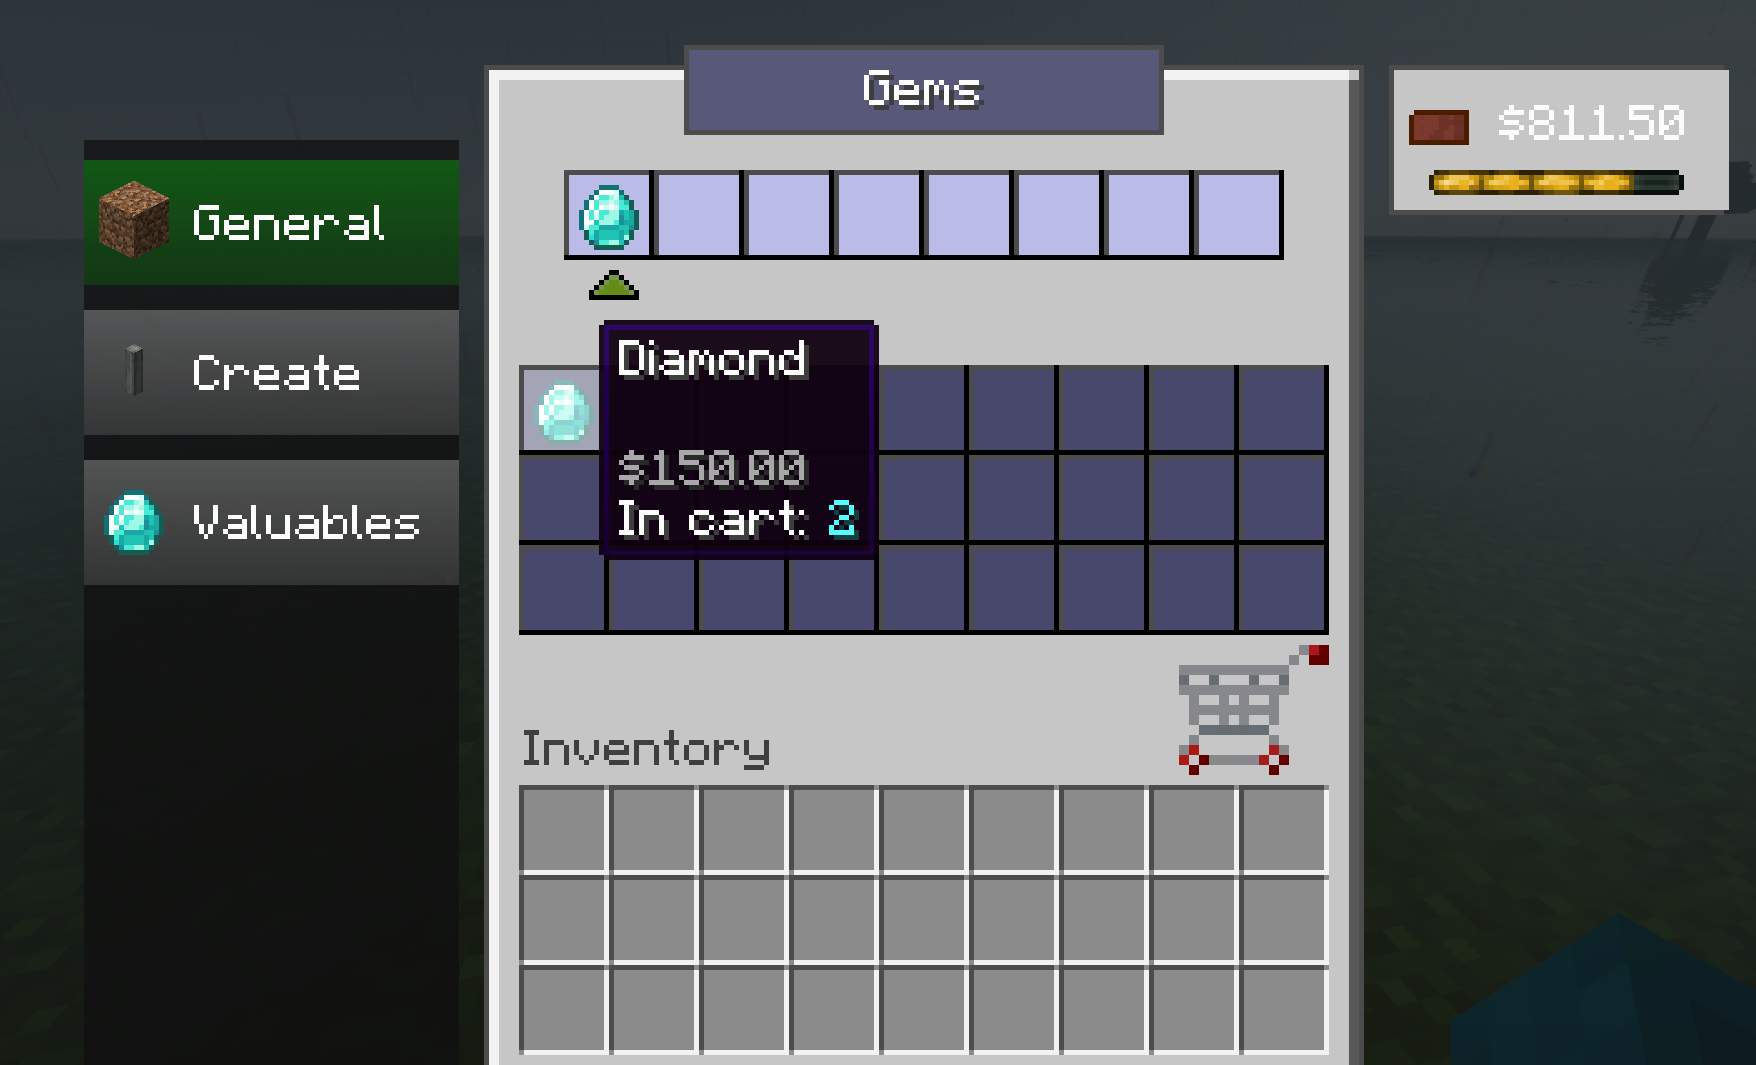 Gems
$811.50
General
Create
Valuables
Diamond
$150.00
In cart: 2
Inventory